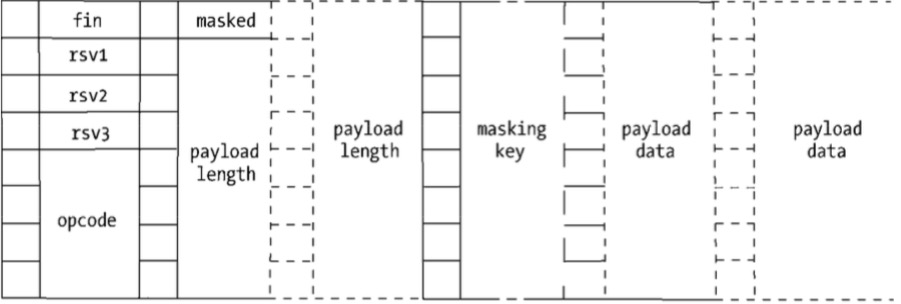 fin
rsv1
rsv2
rsv3
opcode
masked
payload
length
payload
length
masking
key
payload
data
payload
data